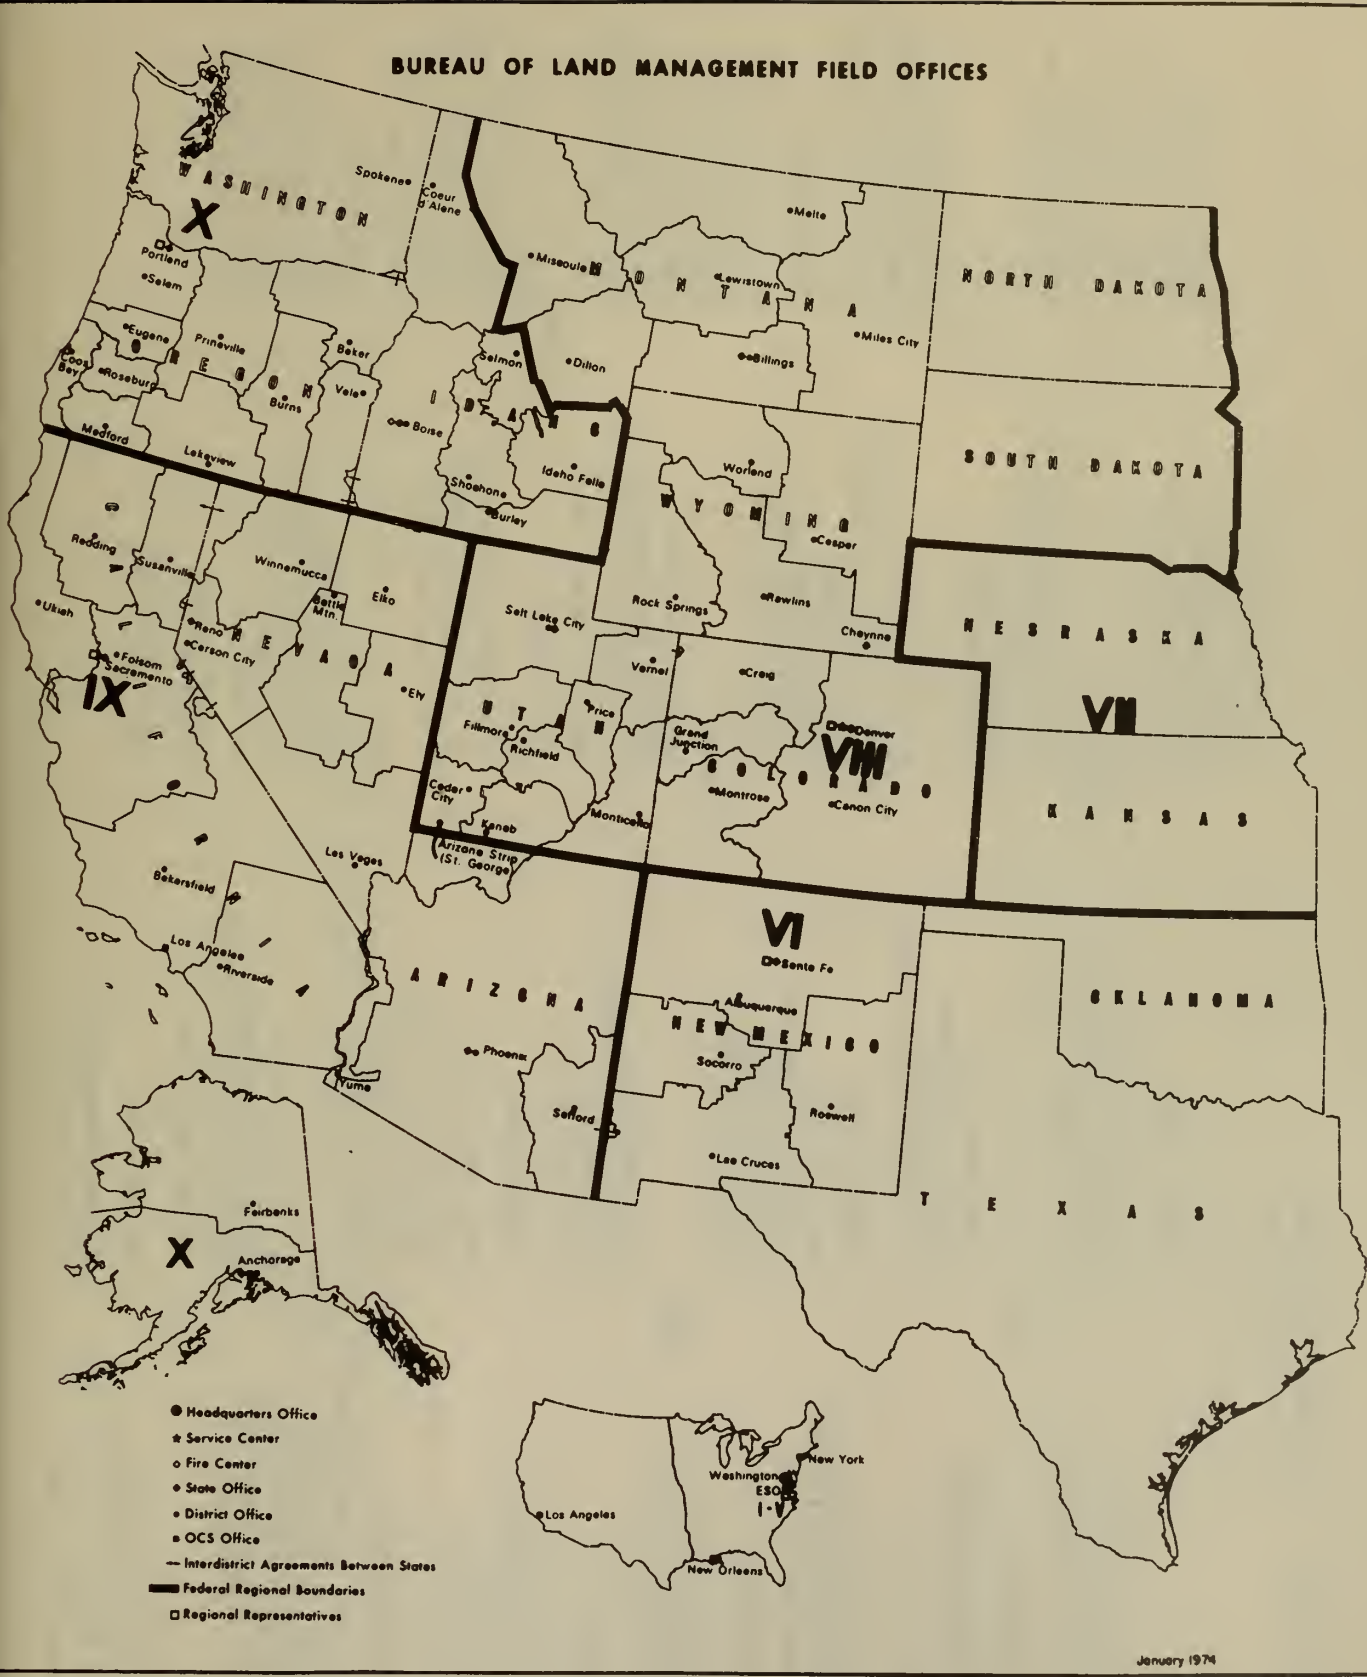 BUREAU OF LAND MANAGEMENT FIELD OFFICES
WASHINGTON
X
Spokane
Coeur
d'Alene
Portland
Salem
Eugene
Prineville
Baker
Coos
Bay
Roseburg
OREGON
Vale
Burns
Medford
Lakeview
IDAHO
Salmon
Boise
Idaho Falls
Shoshone
Burley
MONTANA
Malta
Missoula
Lewistown
Miles City
Dillon
Billings
NORTH DAKOTA
SOUTH DAKOTA
WYOMING
Worland
Casper
Rock Springs
Rawlins
Cheynne
NEBRASKA
VII
KANSAS
Redding
Susanville
Ukiah
Folsom
Sacramento
IX
Bakersfield
Los Angeles
Riverside
Winnemucca
Battle
Mtn.
Elko
Reno
Carson City
NEVADA
Ely
Las Vegas
Salt Lake City
Vernal
UTAH
Price
Fillmore
Richfield
Cedar
City
Kanab
Monticello
Arizona Strip
(St. George)
Craig
Denver
VIII
Grand
Junction
COLORADO
Montrose
Canon City
ARIZONA
Phoenix
Yuma
Safford
VI
Santa Fe
Albuquerque
NEW MEXICO
Socorro
Roswell
Las Cruces
OKLAHOMA
TEXAS
Fairbanks
X
Anchorage
Headquarters Office
Service Center
Fire Center
State Office
District Office
OCS Office
Interdistrict Agreements Between States
Federal Regional Boundaries
Regional Representatives
New York
Washington
ESO
I-V
Los Angeles
New Orleans
January 1974